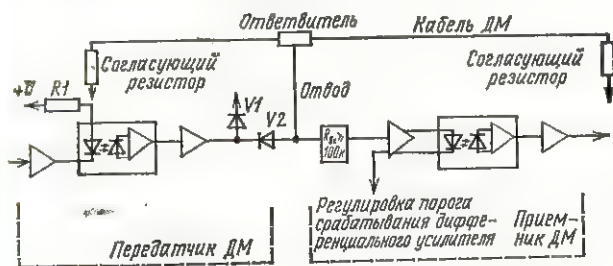 Ответвитель
Кабель ДМ
Согласующий
резистор
Согласующий
резистор
+U
R1
Отвод
V1
V2
100к
Регулировка порога
срабатывания диффе-
ренциального усилителя
Прием-
ник ДМ
Передатчик ДМ